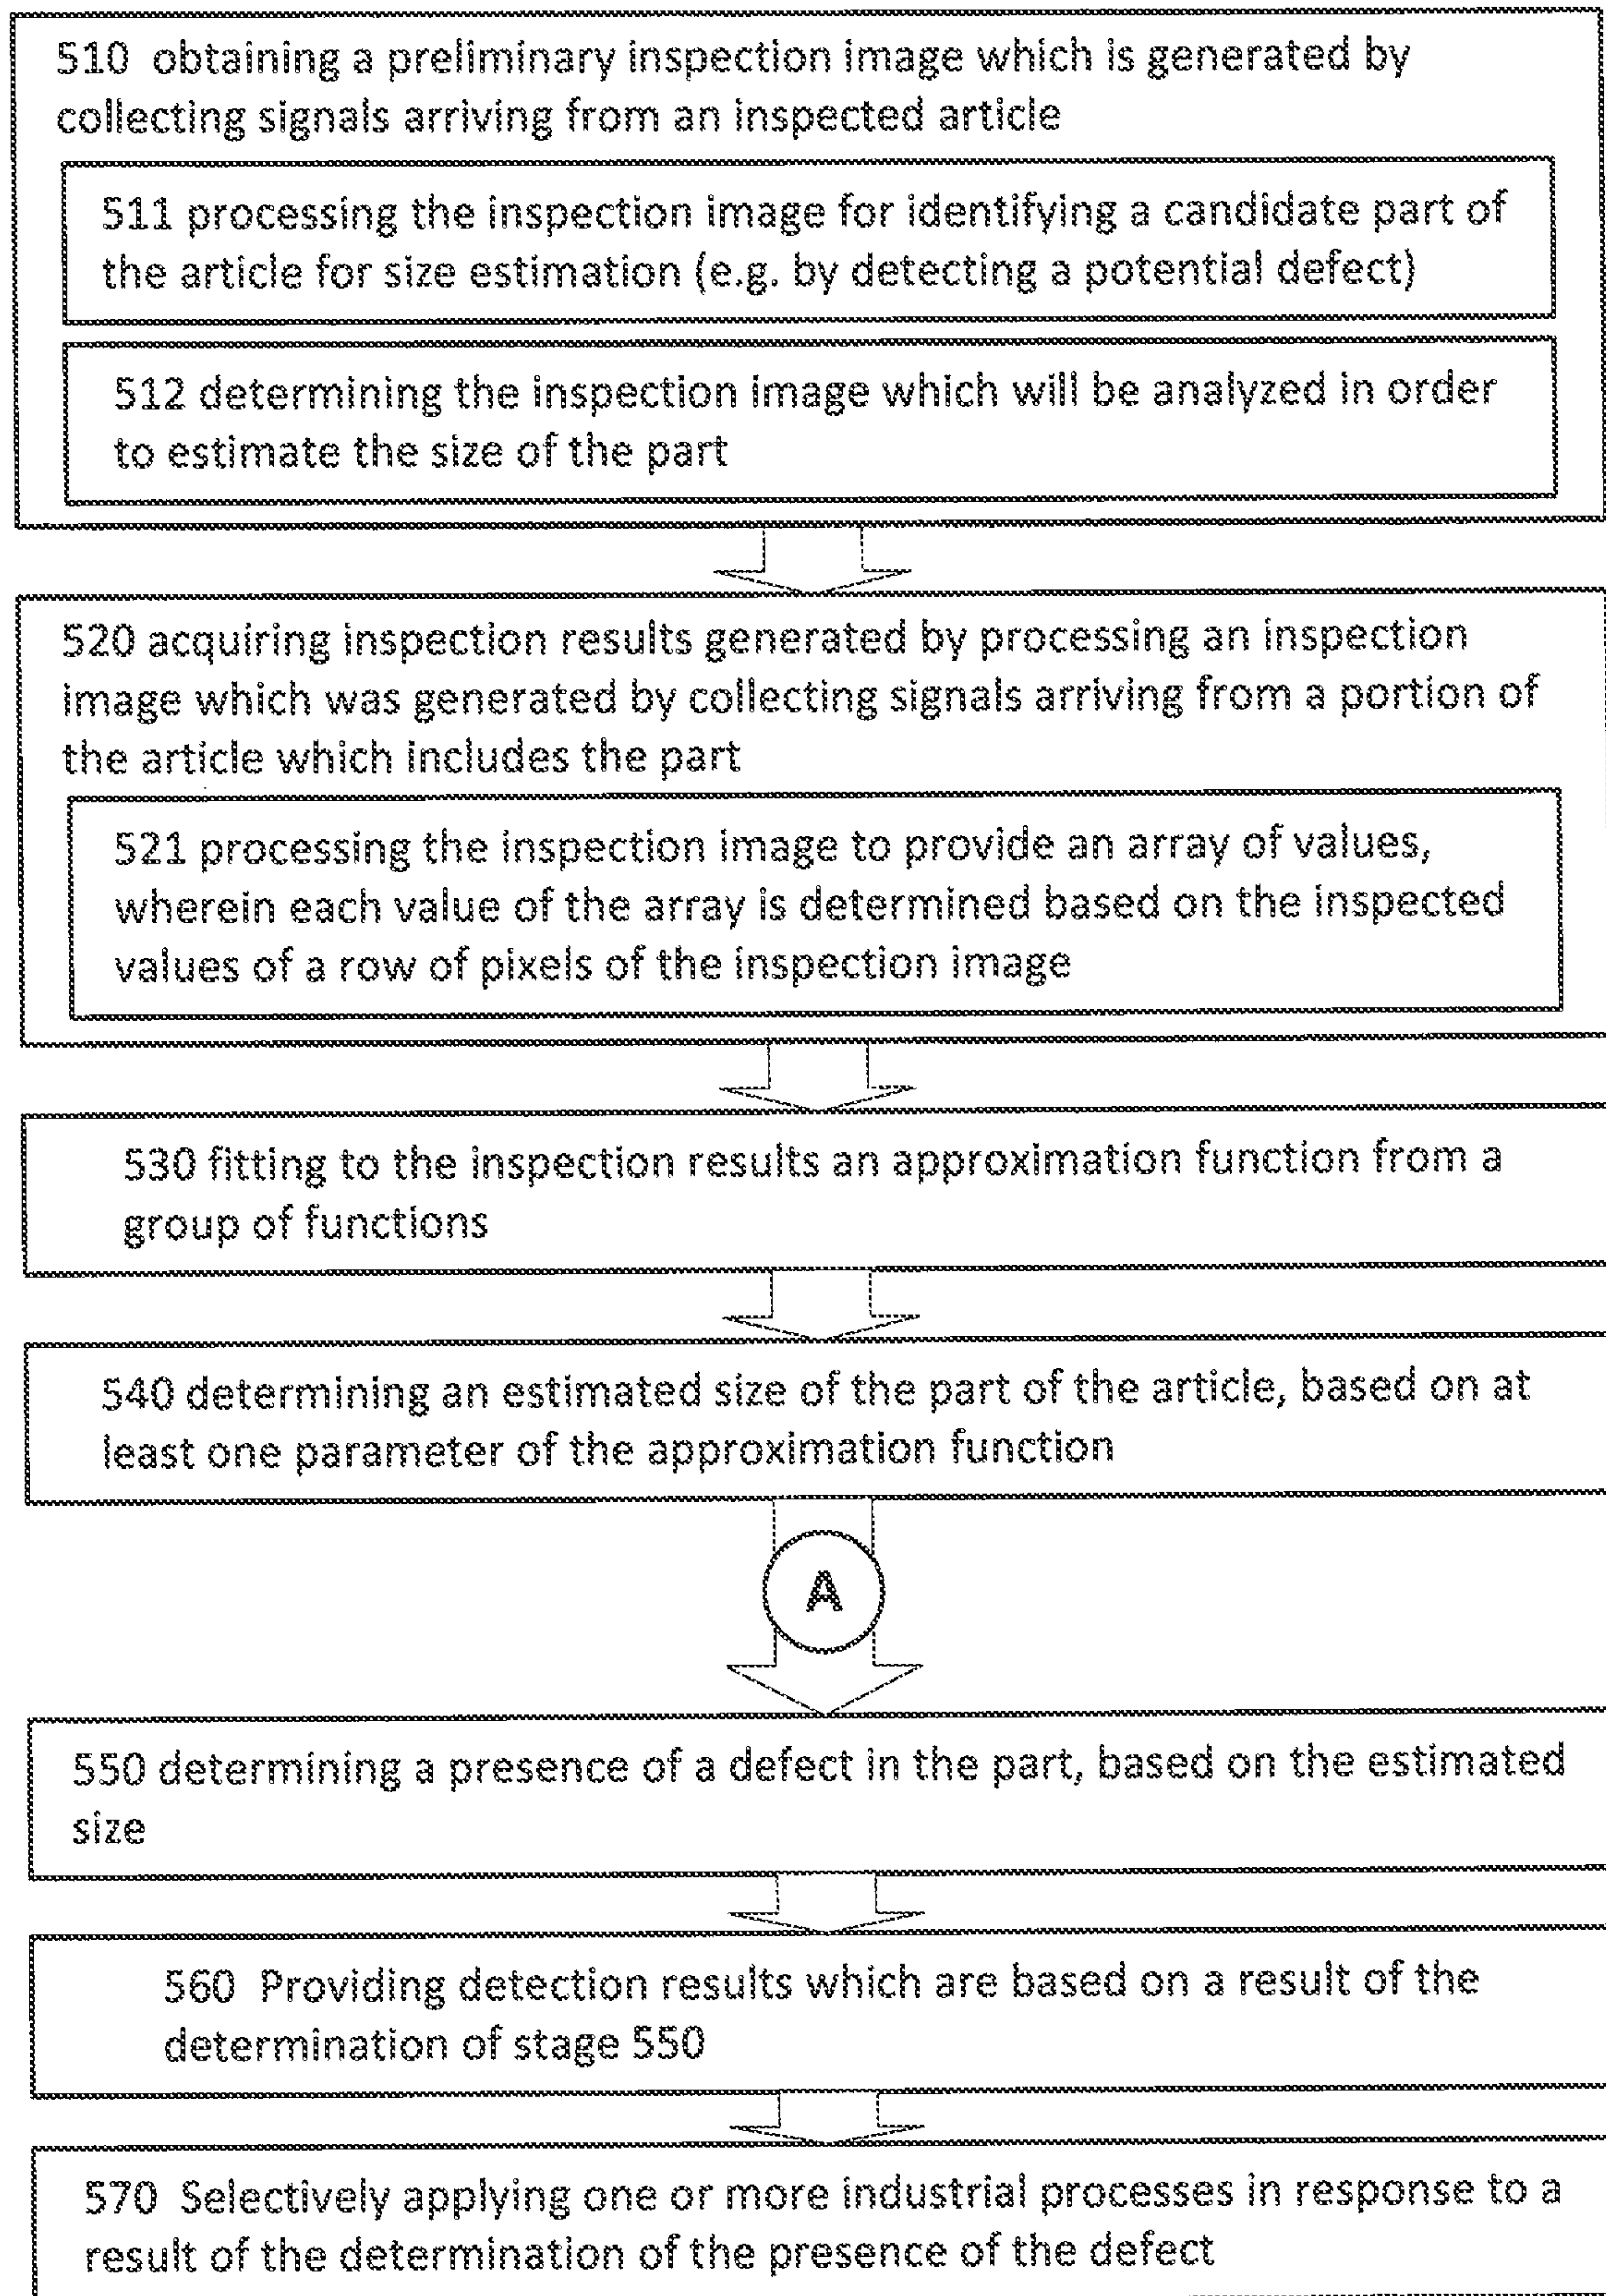 510 obtaining a preliminary inspection image which is generated by
collecting signals arriving from an inspected article
511 processing the inspection image for identifying a candidate part of
the article for size estimation (e.g. by detecting a potential defect)
512 determining the inspection image which will be analyzed in order
to estimate the size of the part
520 acquiring inspection results generated by processing an inspection
image which was generated by collecting signals arriving from a portion of
the article which includes the part
521 processing the inspection image to provide an array of values,
wherein each value of the array is determined based on the inspected
values of a row of pixels of the inspection image
530 fitting to the inspection results an approximation function from a
group of functions
540 determining an estimated size of the part of the article, based on at
least one parameter of the approximation function
A
550 determining a presence of a defect in the part, based on the estimated
size
560 Providing detection results which are based on a result of the
determination of stage 550
570 Selectively applying one or more industrial processes in response to a
result of the determination of the presence of the defect